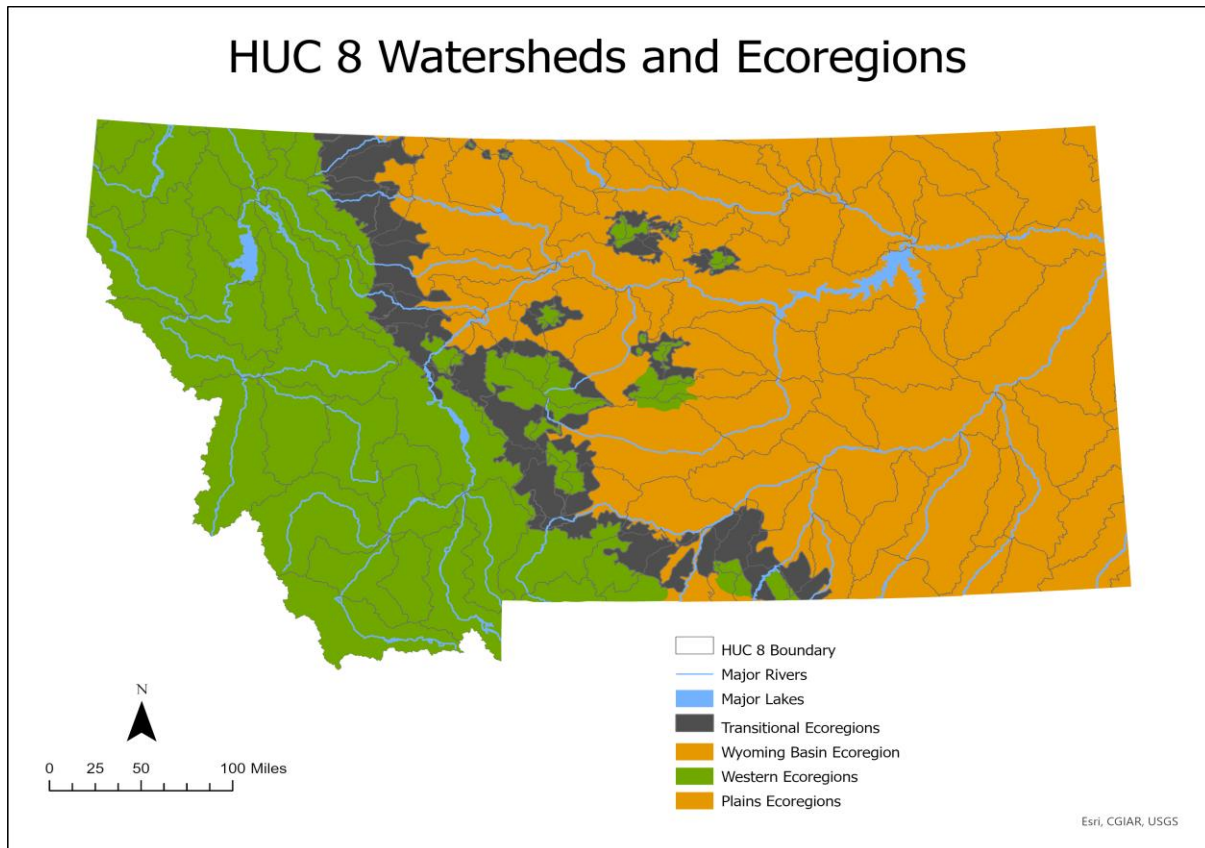 HUC 8 Watersheds and Ecoregions
HUC 8 Boundary
Major Rivers
Major Lakes
Transitional Ecoregions
Wyoming Basin Ecoregion
Western Ecoregions
Plains Ecoregions
N
0 25 50 100 Miles
Esri, CGIAR, USGS